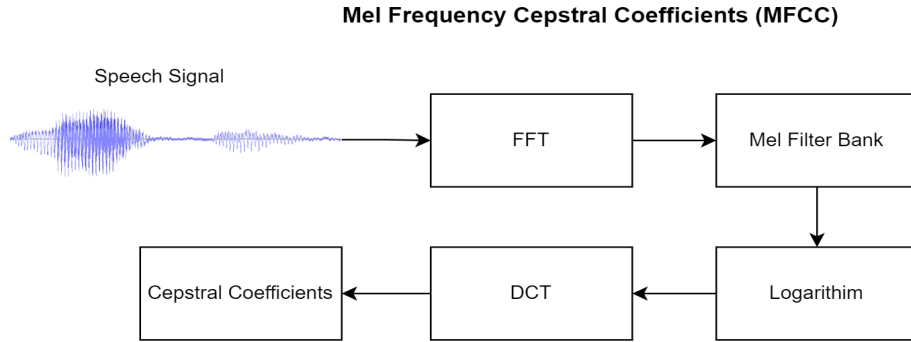 Mel Frequency Cepstral Coefficients (MFCC)
Speech Signal
FFT
Mel Filter Bank
Logarithim
DCT
Cepstral Coefficients